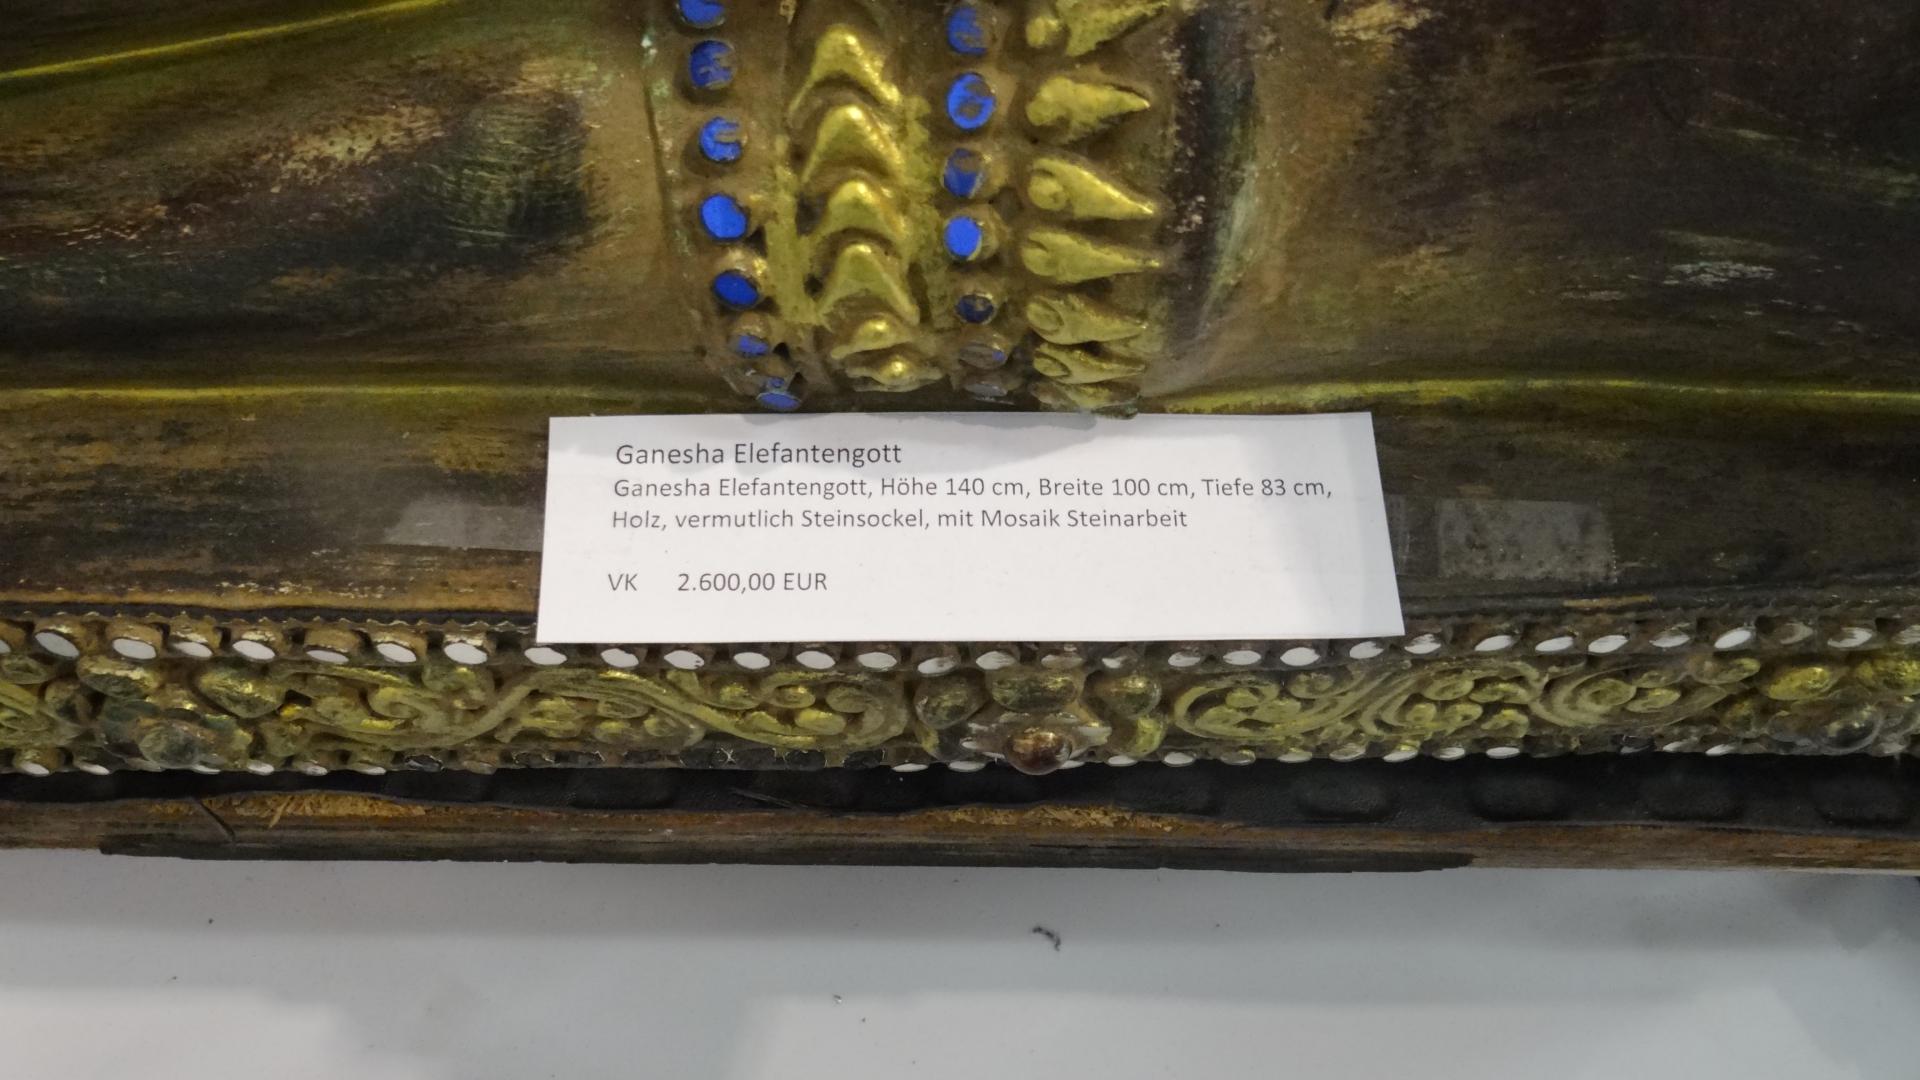 Ganesha Elefantengott
Ganesha Elefantengott, Höhe 140 cm, Breite 100 cm, Tiefe 83 cm,
Holz, vermutlich Steinsockel, mit Mosaik Steinarbeit
VK 2.600,00 EUR